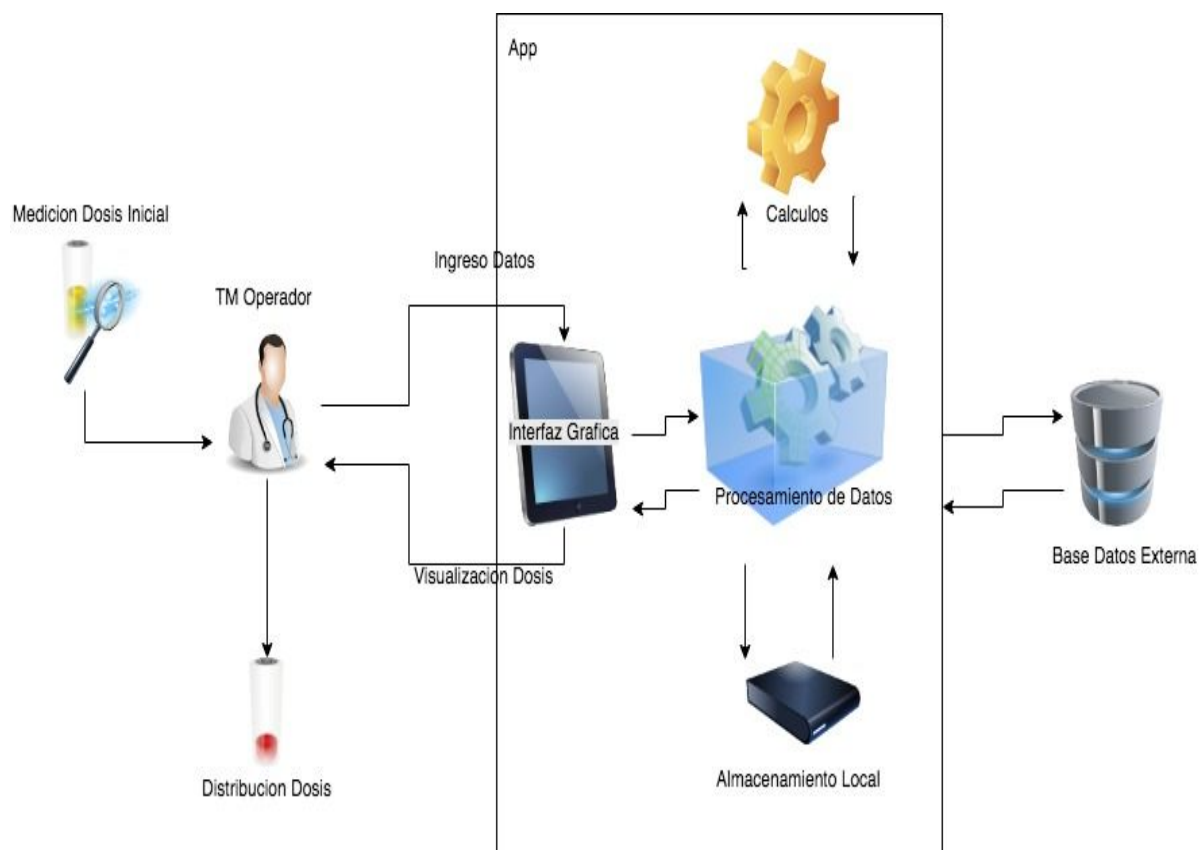 App
Calculos
Medicion Dosis Inicial
Ingreso Datos
TM Operador
Interfaz Grafica
Procesamiento de Datos
Base Datos Externa
Visualizacion Dosis
Almacenamiento Local
Distribucion Dosis